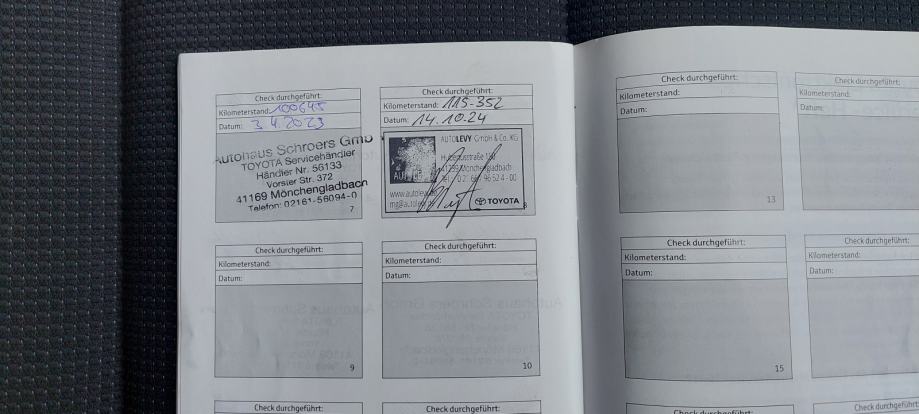 Check durchgeführt:
Kilometerstand: 100645
Datum: 3.4.2023
Autohaus Schroers Gmb
TOYOTA Servicehändler
Händler Nr. 56133
Vorster Str. 372
41169 Mönchengladbach
Telefon: 02161-56094-0
7
Check durchgeführt:
Kilometerstand: 115-352
Datum: 14.10.24
AUTOLEVY GmbH & Co. KG
Mönchengladbach
www.autolev
TOYOTA
8
Check durchgeführt:
Kilometerstand:
Datum:
13
Check durchgeführt:
Kilometerstand:
Datum:
Check durchgeführt:
Kilometerstand:
Datum:
9
Check durchgeführt:
Kilometerstand:
Datum:
10
Check durchgeführt:
Kilometerstand:
Datum:
15
Check durchgeführt:
Kilometerstand:
Datum:
Check durchgeführt:
Check durchgeführt:
Check durchgeführt: